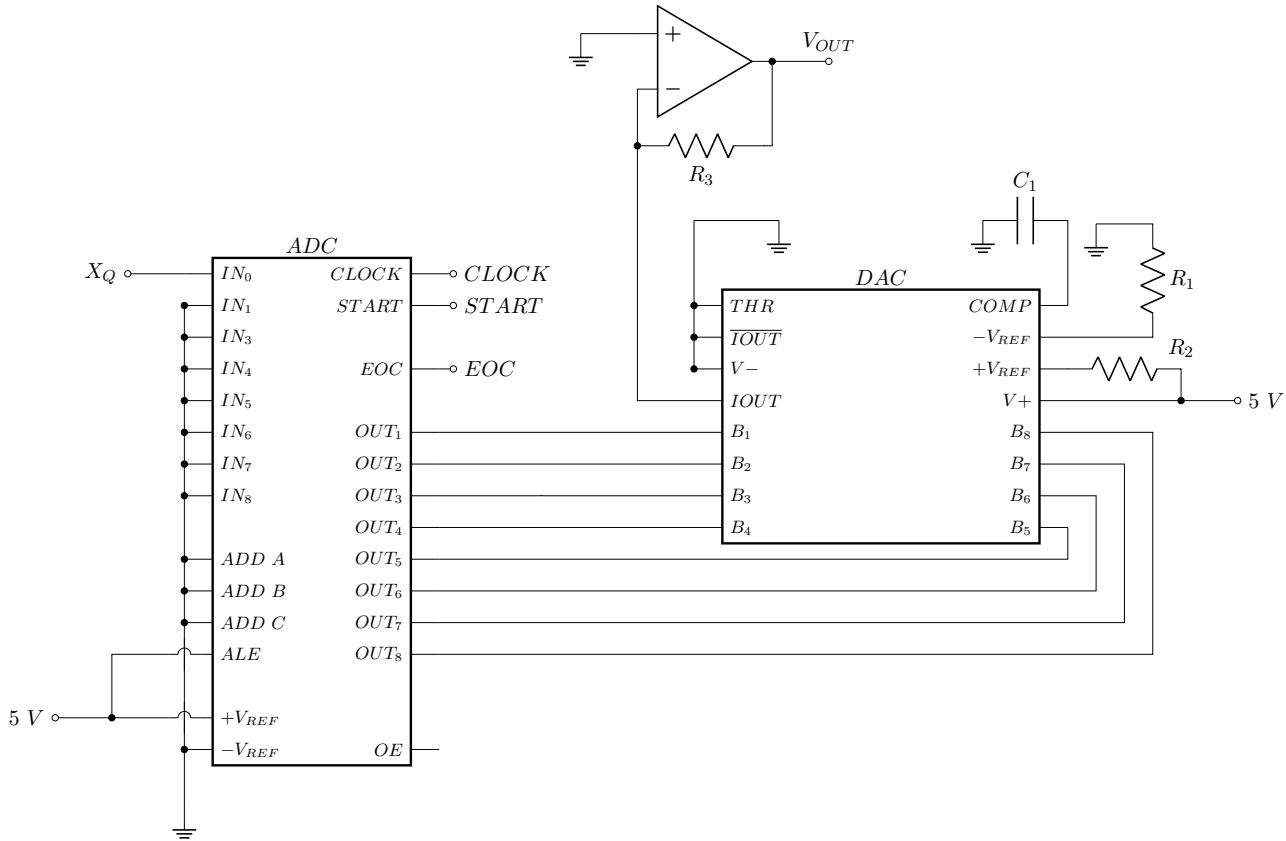 V_OUT
+
−
R_3
C_1
ADC
X_Q
IN_0
CLOCK
CLOCK
DAC
R_1
IN_1
START
START
THR
COMP
IN_3
\overline{IOUT}
−V_REF
R_2
IN_4
EOC
EOC
V−
+V_REF
IN_5
IOUT
V+
5 V
IN_6
OUT_1
B_1
B_8
IN_7
OUT_2
B_2
B_7
IN_8
OUT_3
B_3
B_6
OUT_4
B_4
B_5
ADD A
OUT_5
ADD B
OUT_6
ADD C
OUT_7
ALE
OUT_8
5 V
+V_REF
−V_REF
OE